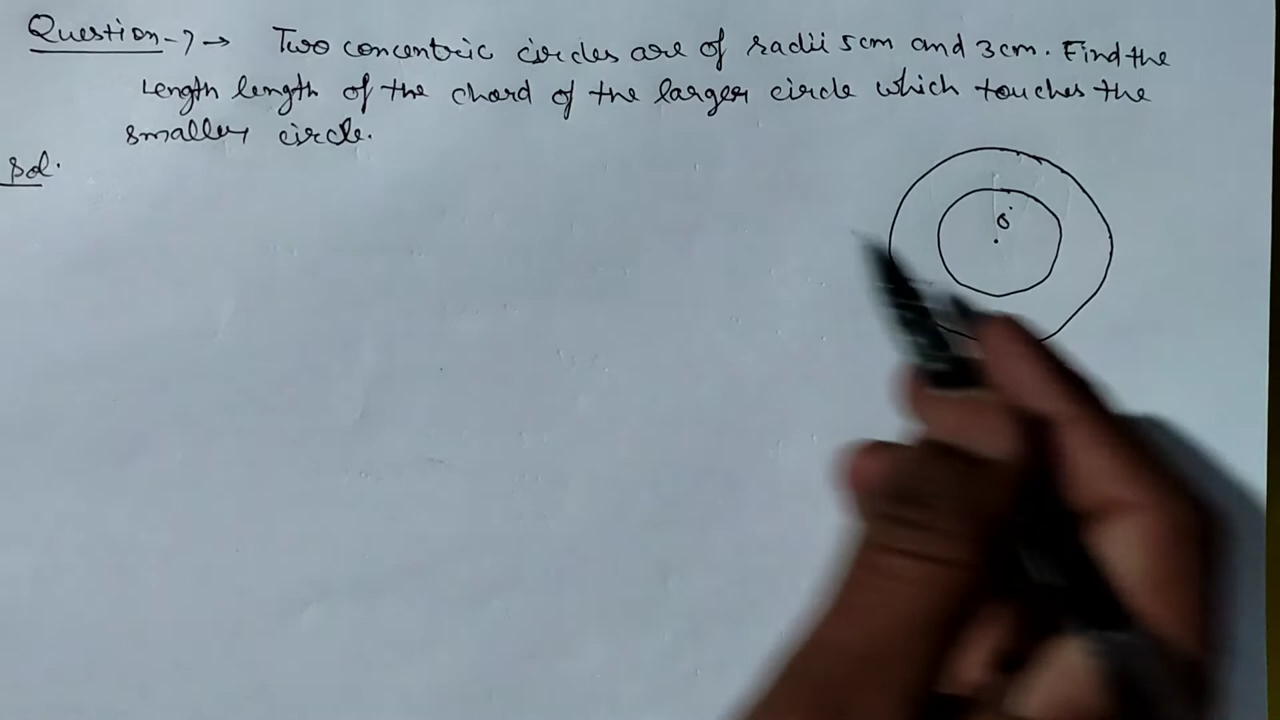 Question-7→ Two concentric circles are of radii 5cm and 3cm. Find the
Length length of the chord of the larger circle which touches the
smaller circle.
Sol.
O